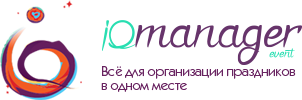 iomanager
event
Всё для организации праздников
в одном месте